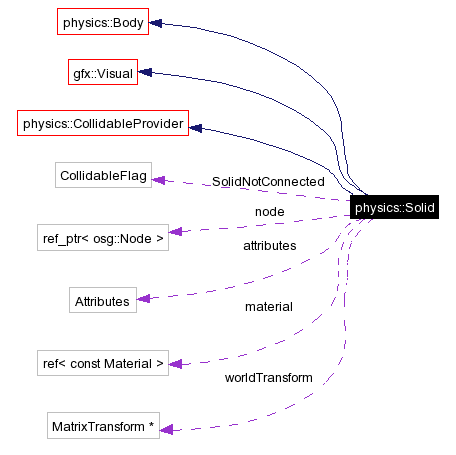 physics::Body
gfx::Visual
physics::CollidableProvider
CollidableFlag
SolidNotConnected
physics::Solid
node
ref_ptr< osg::Node >
attributes
Attributes
material
ref< const Material >
worldTransform
MatrixTransform *